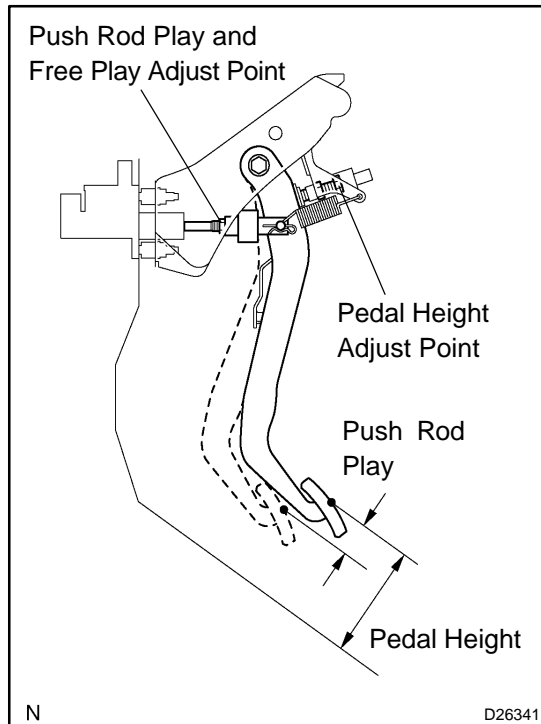 Push Rod Play and
Free Play Adjust Point
Pedal Height
Adjust Point
Push Rod
Play
Pedal Height
N
D26341